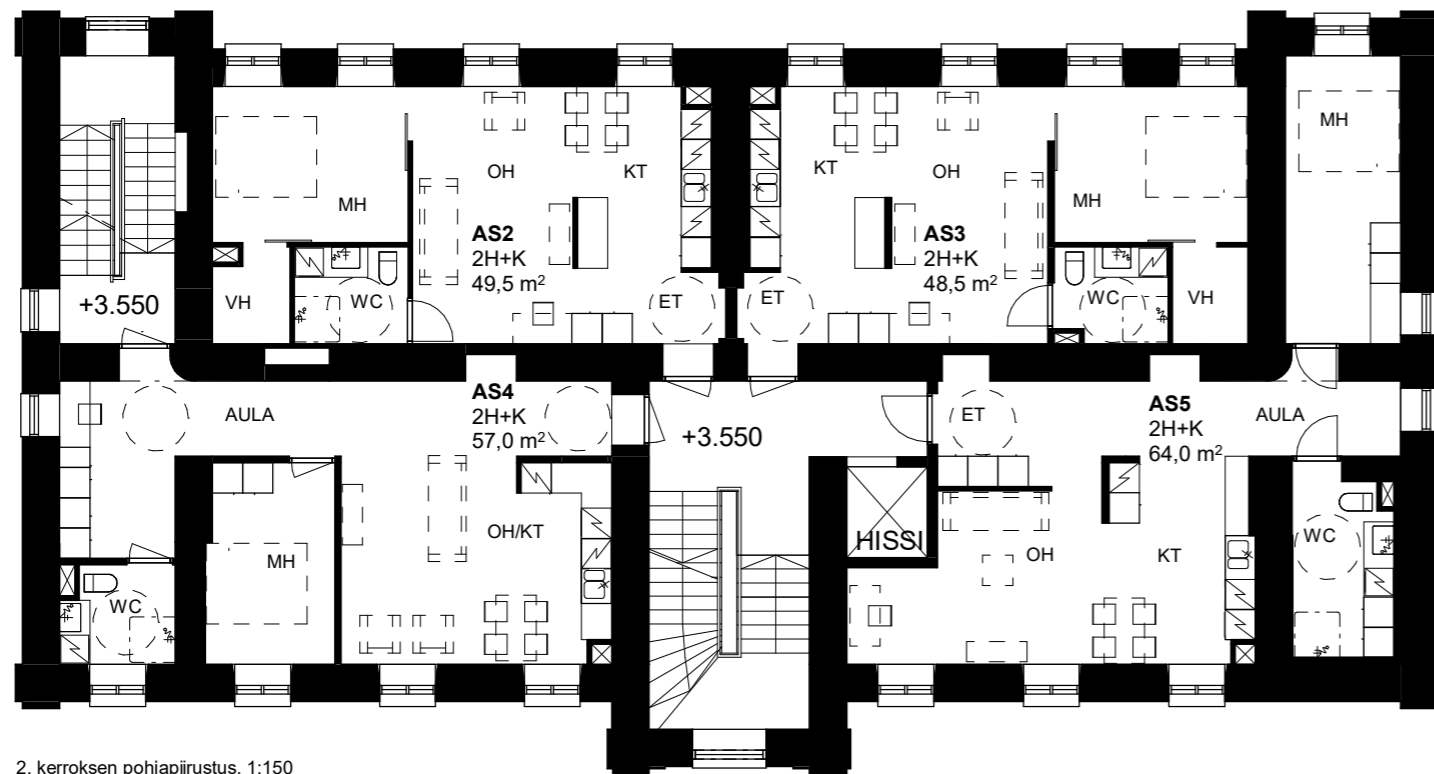 MH
OH
KT
KT
OH
MH
MH
AS2
2H+K
49,5 m²
AS3
2H+K
48,5 m²
+3.550
VH
WC
ET
ET
WC
VH
AULA
AS4
2H+K
57,0 m²
+3.550
ET
AS5
2H+K
64,0 m²
AULA
MH
OH/KT
HISSI
OH
KT
WC
WC
2. kerroksen pohjapiirustus, 1:150